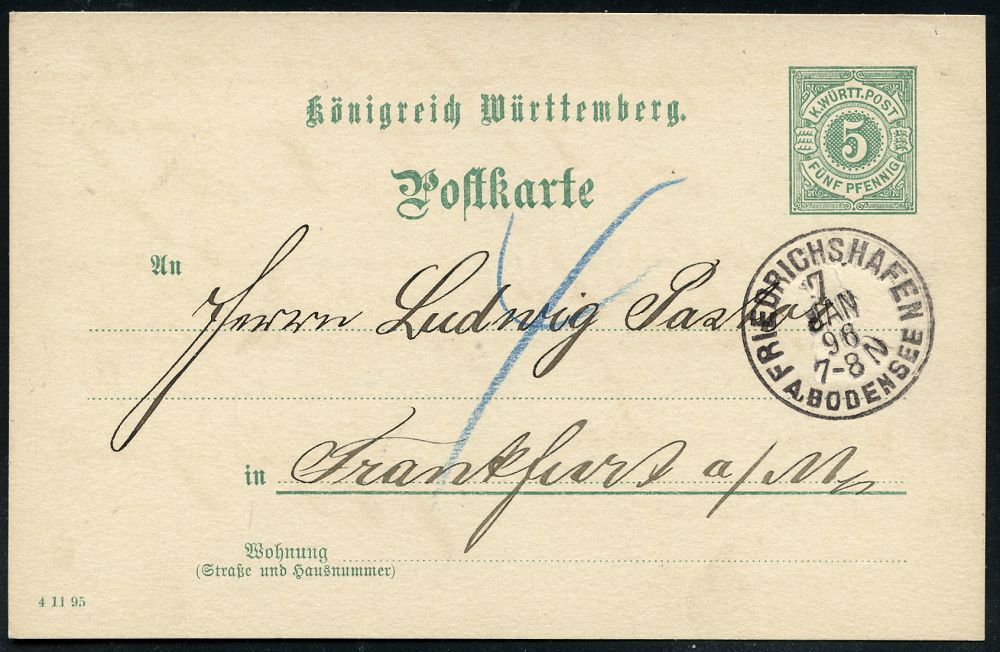 Königreich Württemberg.
K. WÜRTT. POST
5
FÜNF PFENNIG
Postkarte
An
Herrn Ludwig
FRIEDRICHSHAFEN
7
JAN
96
7-8 N
A. BODENSEE
in Frankfurt a/M
Wohnung
(Straße und Hausnummer)
4 11 95